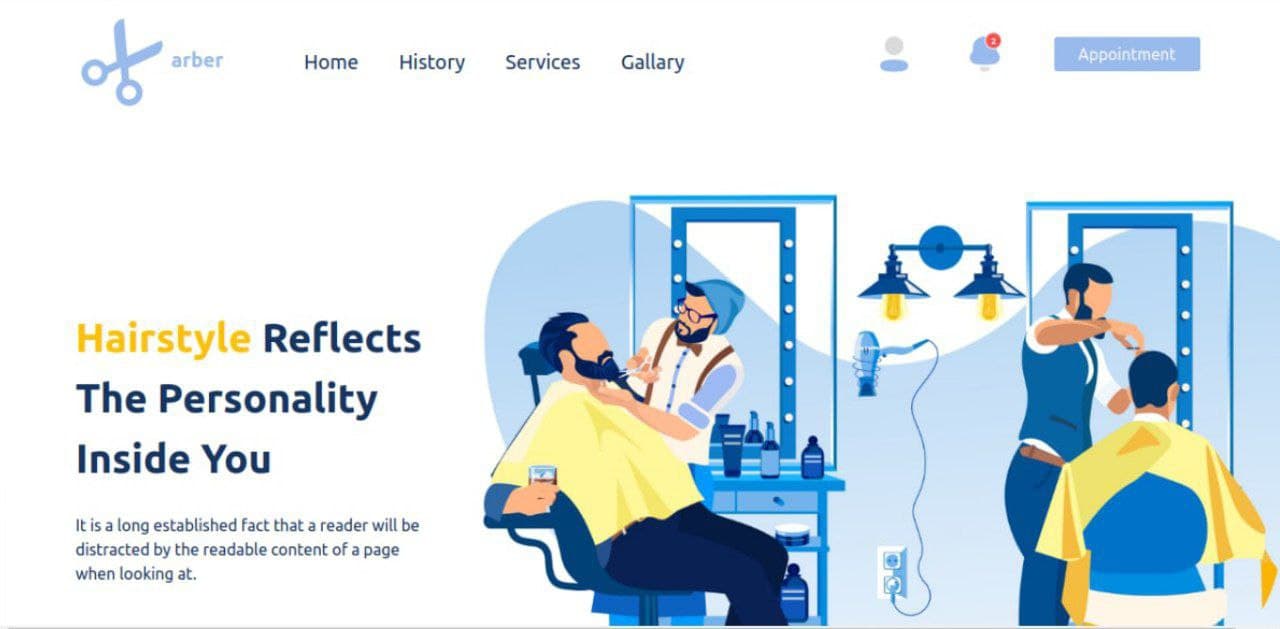 arber
Home History Services Gallary
2
Appointment
Hairstyle Reflects
The Personality
Inside You
It is a long established fact that a reader will be
distracted by the readable content of a page
when looking at.